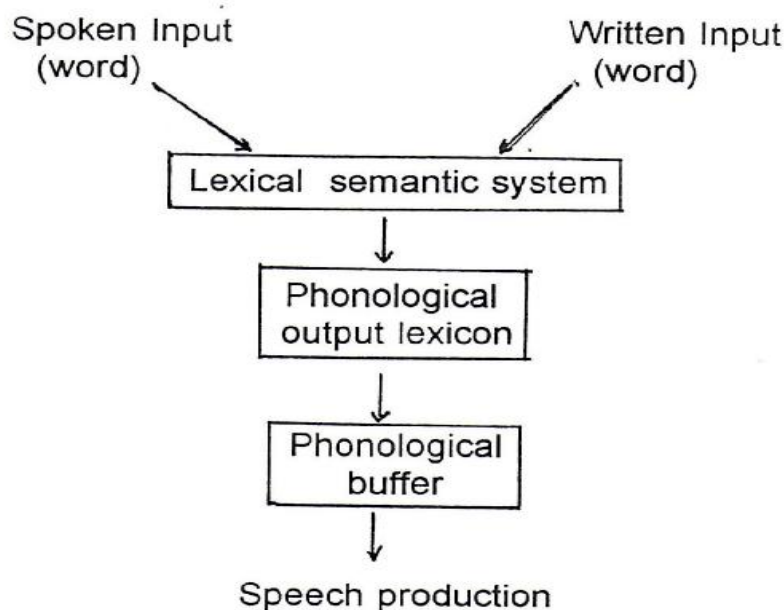 Spoken Input
(word)
Written Input
(word)
Lexical semantic system
Phonological
output lexicon
Phonological
buffer
Speech production